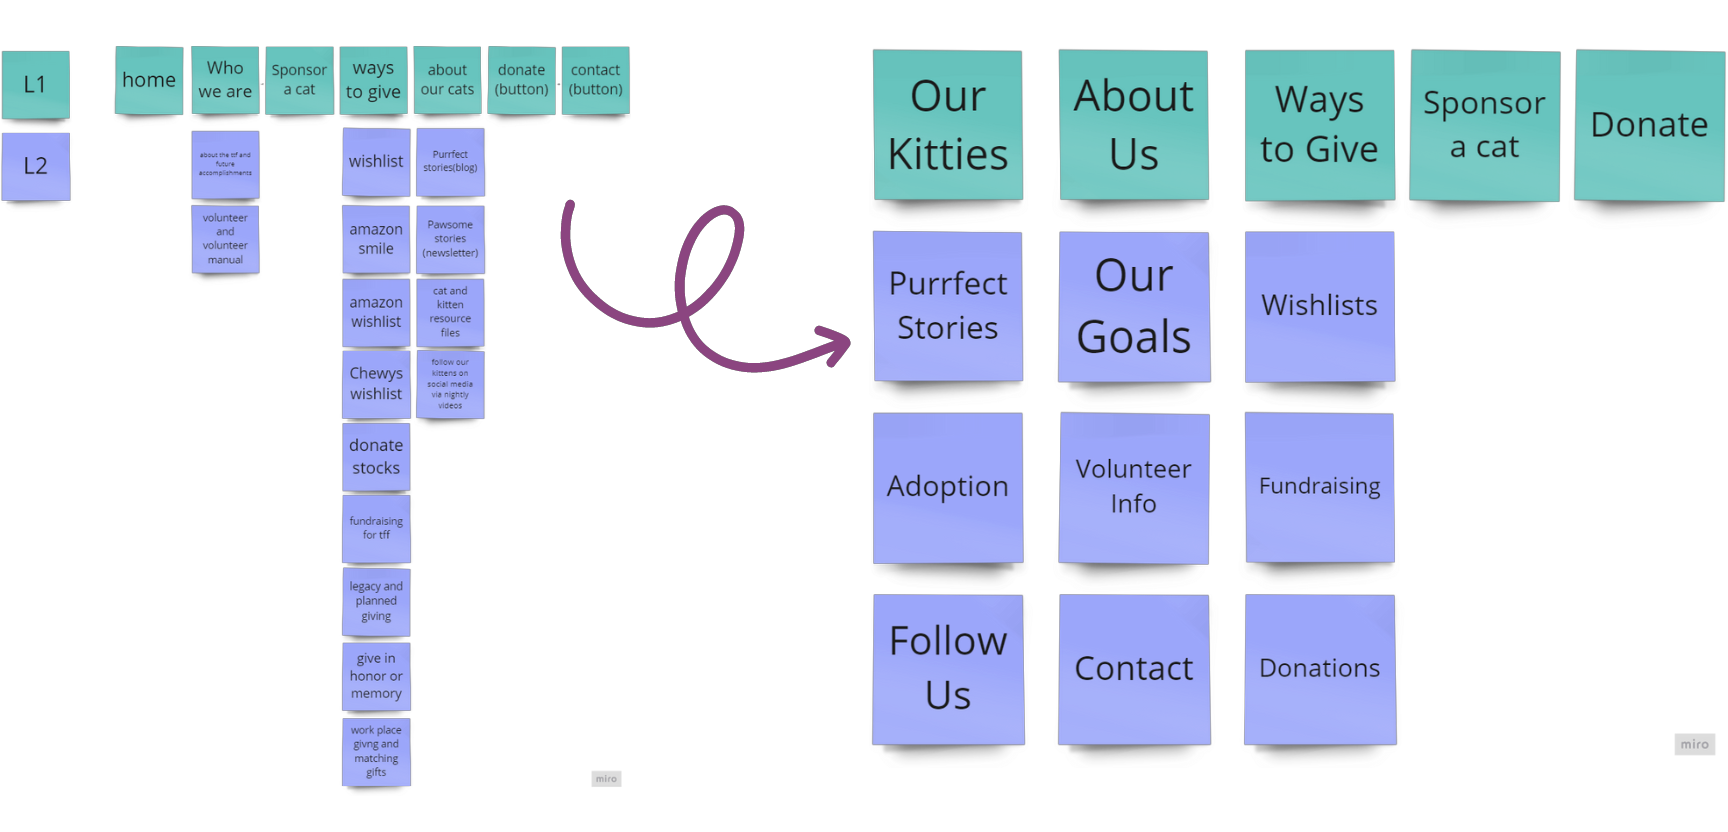 L1
L2
home
Who
we are
Sponsor
a cat
ways
to give
about
our cats
donate
(button)
contact
(button)
about the tff and
future
accomplishments
volunteer
and
volunteer
manual
wishlist
amazon
smile
amazon
wishlist
Chewys
wishlist
donate
stocks
fundraising
for tff
legacy and
planned
giving
give in
honor or
memory
work place
givng and
matching
gifts
Purrfect
stories(blog)
Pawsome
stories
(newsletter)
cat and
kitten
resource
files
follow our
kittens on
social media
via nightly
videos
miro
Our
Kitties
About
Us
Ways
to Give
Sponsor
a cat
Donate
Purrfect
Stories
Our
Goals
Wishlists
Adoption
Volunteer
Info
Fundraising
Follow
Us
Contact
Donations
miro